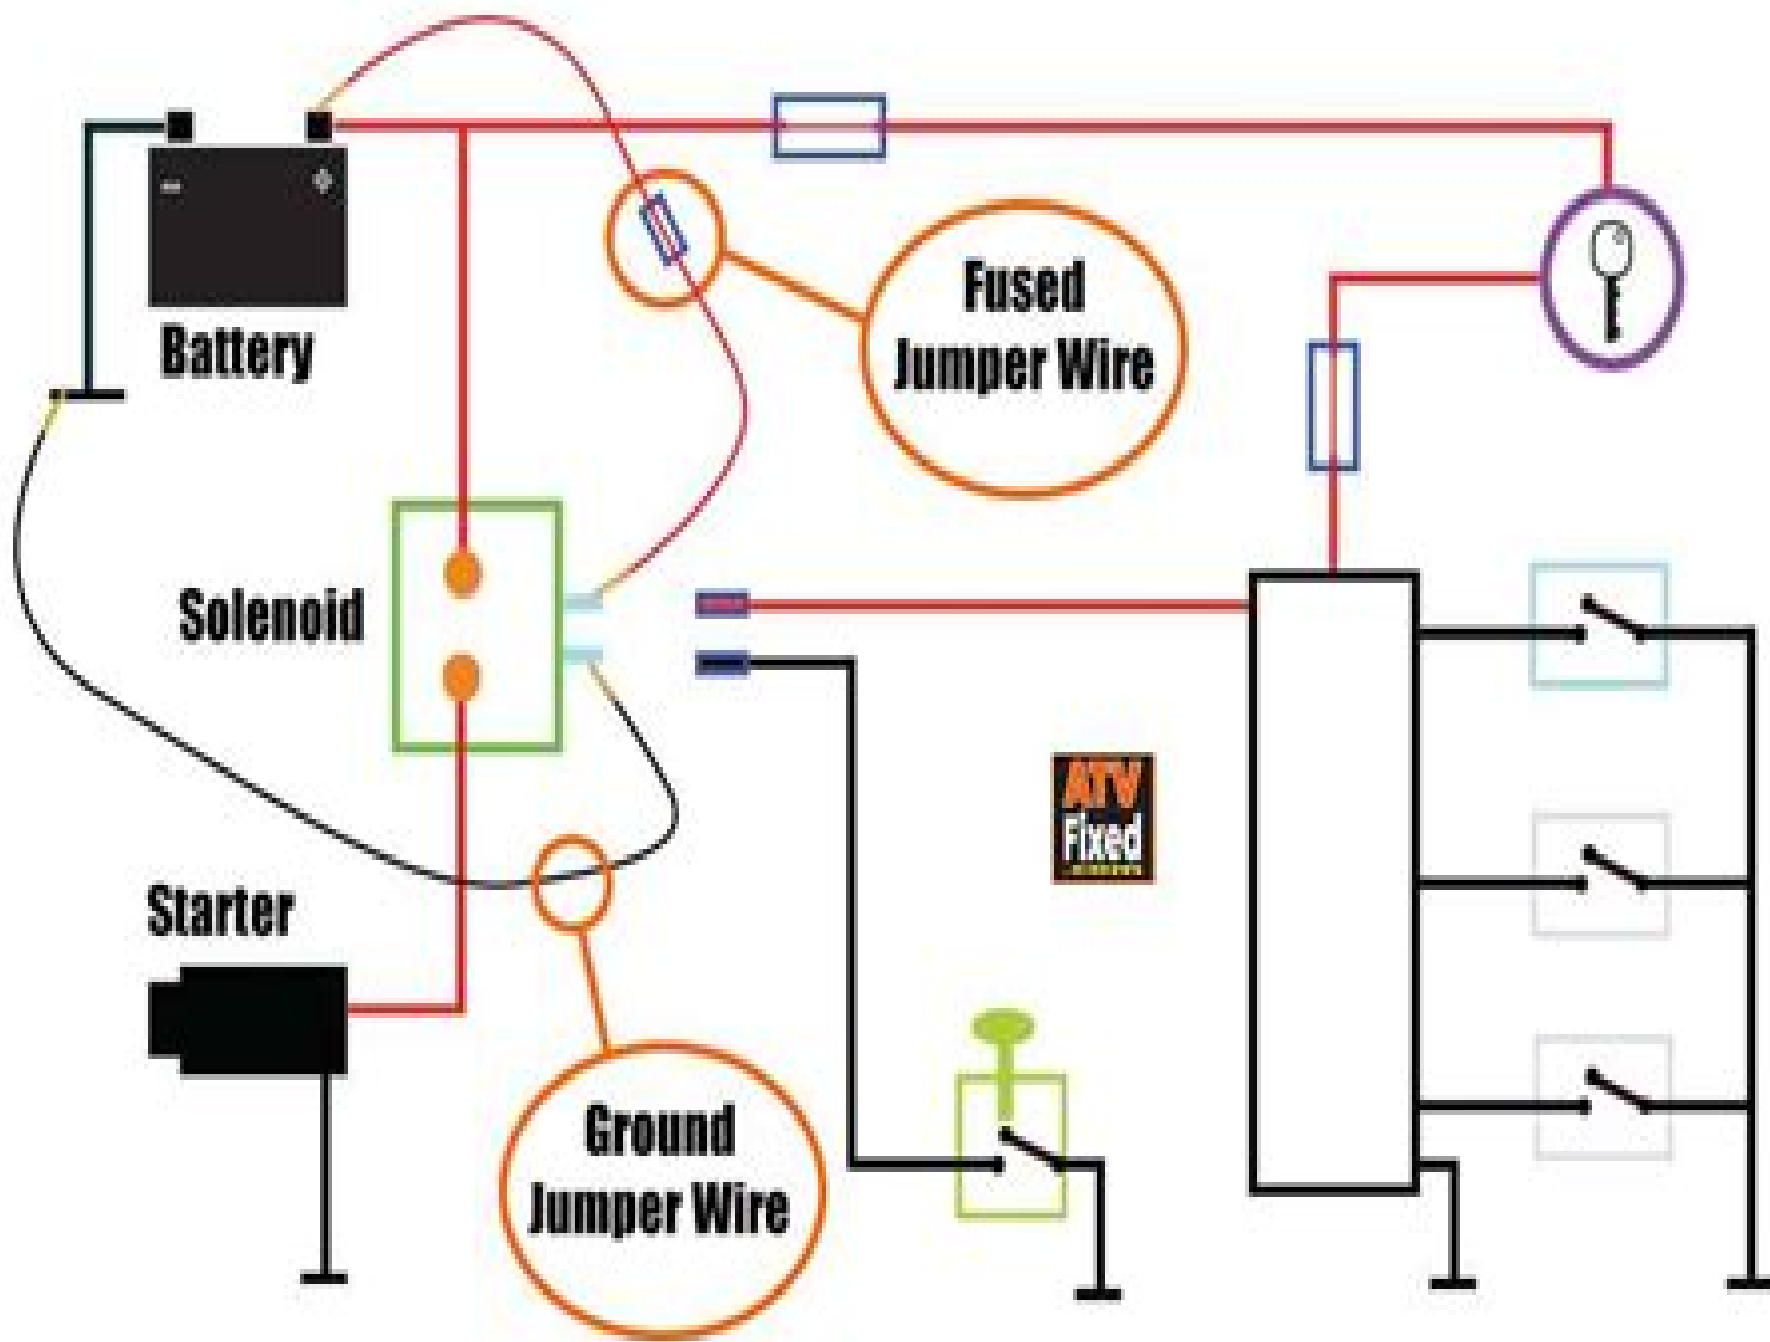 Fused
Jumper Wire
Battery
Solenoid
ATV
Fixed
Starter
Ground
Jumper Wire